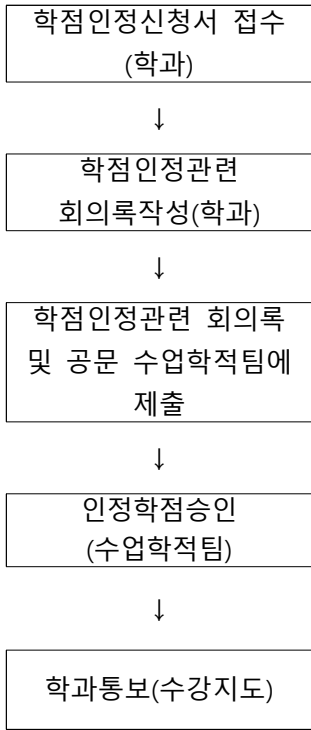 학점인정신청서 접수
(학과)
↓
학점인정관련
회의록작성(학과)
↓
학점인정관련 회의록
및 공문 수업학적팀에
제출
↓
인정학점승인
(수업학적팀)
↓
학과통보(수강지도)